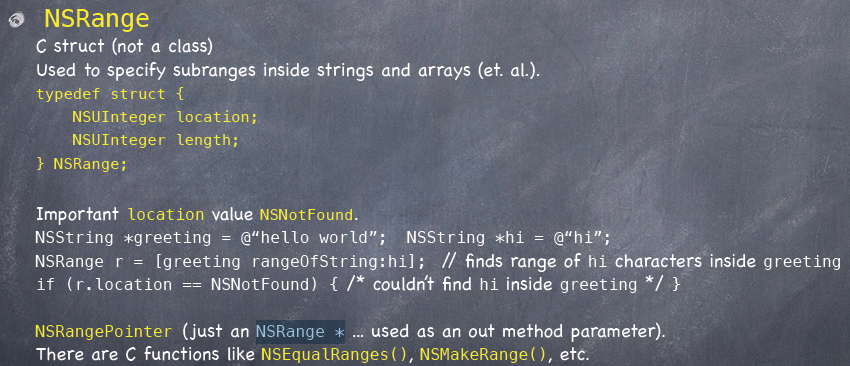 NSRange
C struct (not a class)
Used to specify subranges inside strings and arrays (et. al.).
typedef struct {
NSUInteger location;
NSUInteger length;
} NSRange;
Important location value NSNotFound.
NSString *greeting = @“hello world”; NSString *hi = @“hi”;
NSRange r = [greeting rangeOfString:hi]; // finds range of hi characters inside greeting
if (r.location == NSNotFound) { /* couldn’t find hi inside greeting */ }
NSRangePointer (just an NSRange * ... used as an out method parameter).
There are C functions like NSEqualRanges(), NSMakeRange(), etc.